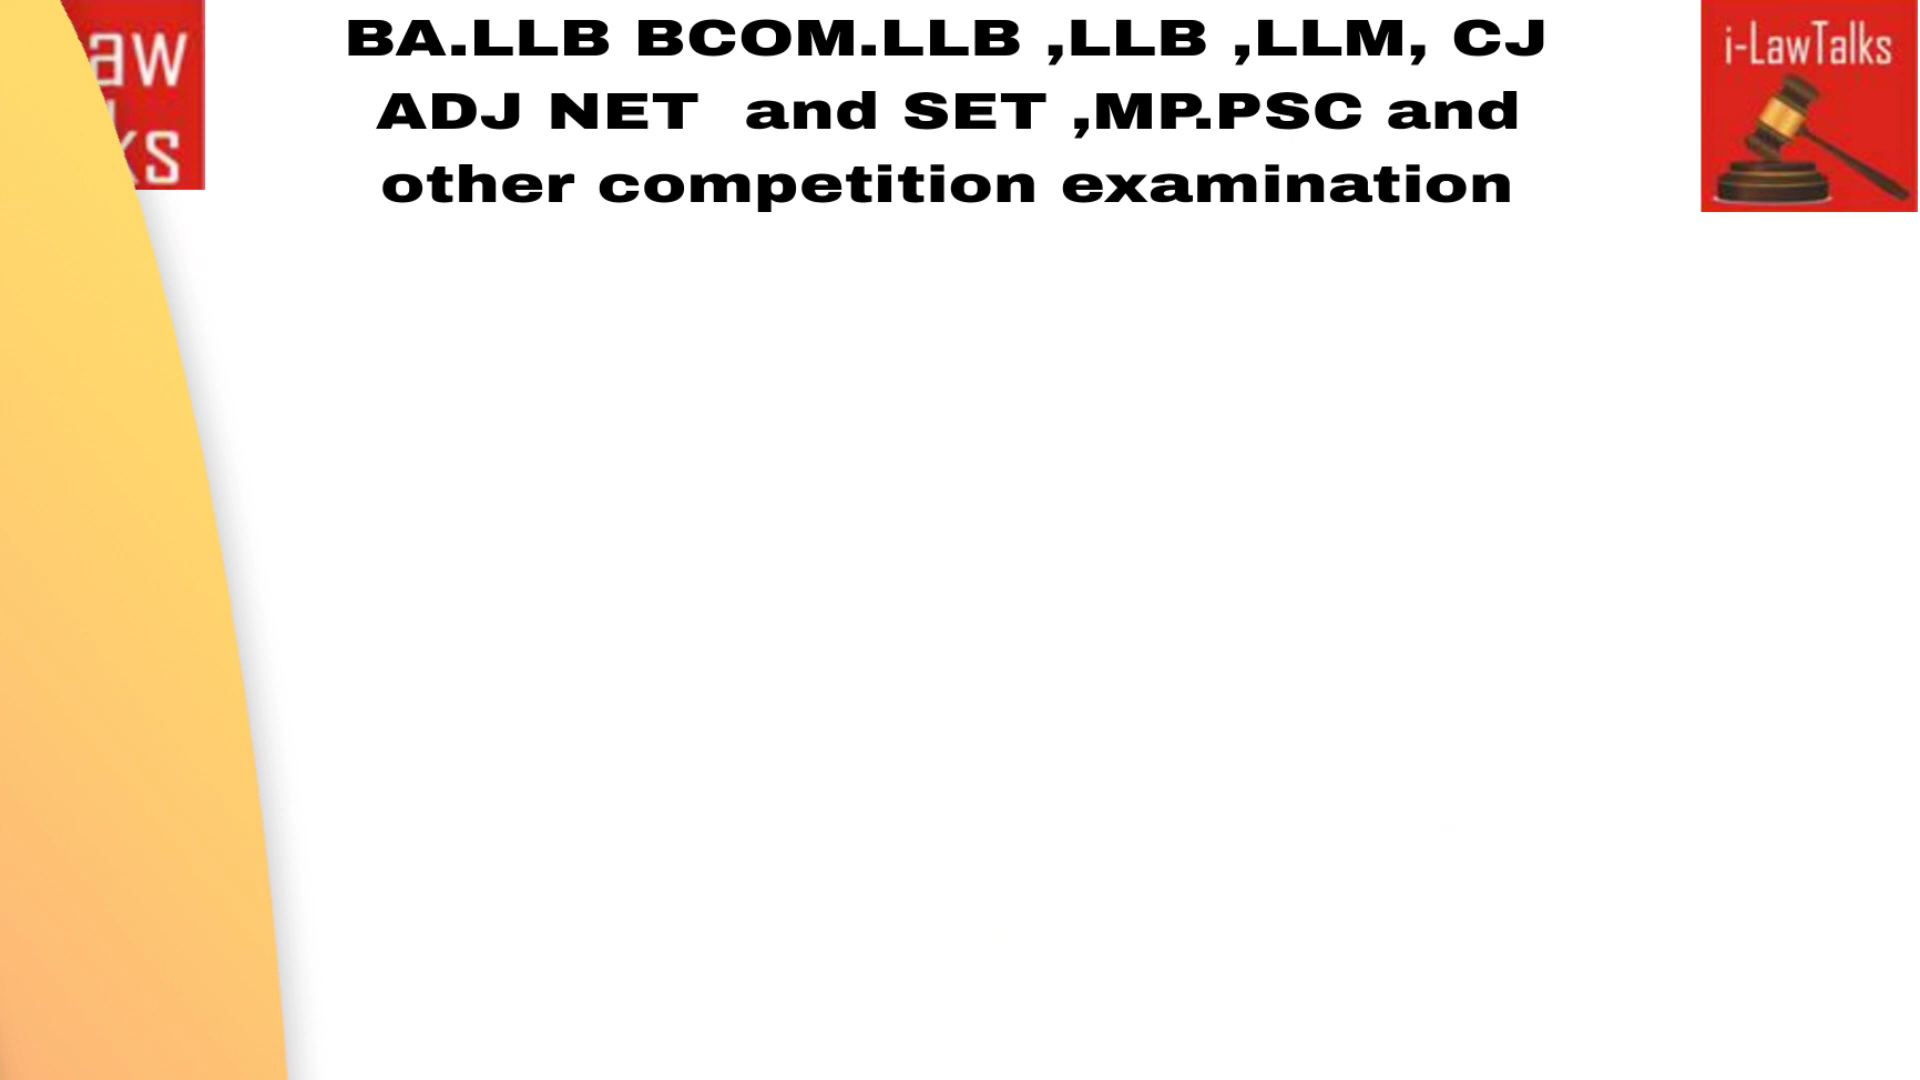 BA.LLB BCOM.LLB ,LLB ,LLM, CJ
ADJ NET and SET ,MP.PSC and
other competition examination
i-LawTalks